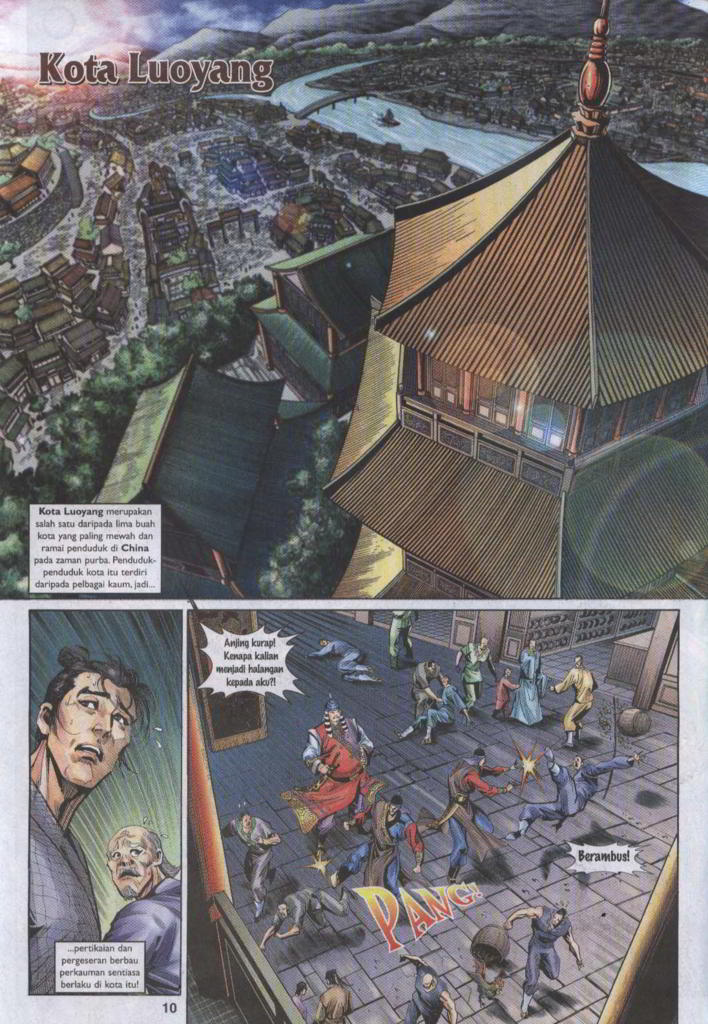 Kota Luoyang
Kota Luoyang merupakan
salah satu daripada lima buah
kota yang paling mewah dan
ramai penduduk di China
pada zaman purba. Penduduk-
penduduk kota itu terdiri
daripada pelbagai kaum, jadi...
...pertikaian dan
pergeseran berbau
perkauman sentiasa
berlaku di kota itu!
Anjing kurap!
Kenapa kalian
menjadi halangan
kepada aku?!
Berambus!
PANG!
10